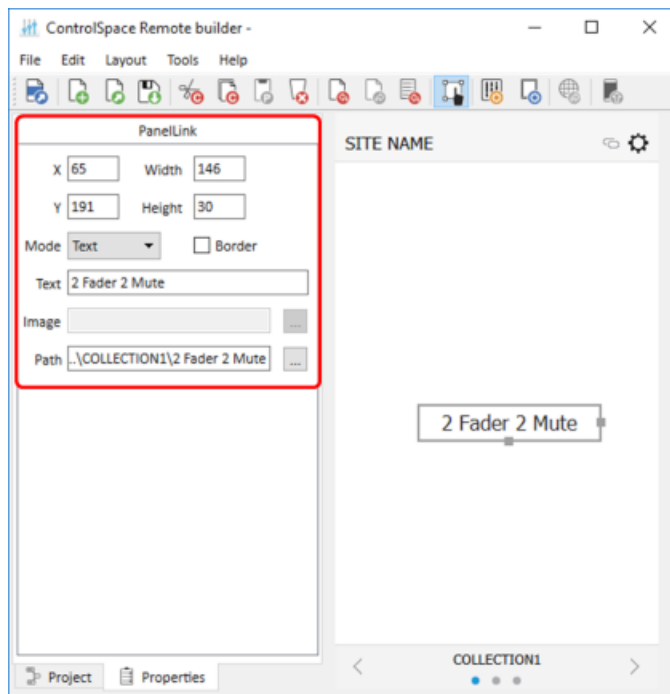 ControlSpace Remote builder -
File Edit Layout Tools Help
PanelLink
X 65 Width 146
Y 191 Height 30
Mode Text Border
Text 2 Fader 2 Mute
Image ...
Path ..\COLLECTION1\2 Fader 2 Mute ...
SITE NAME
2 Fader 2 Mute
COLLECTION1
Project Properties